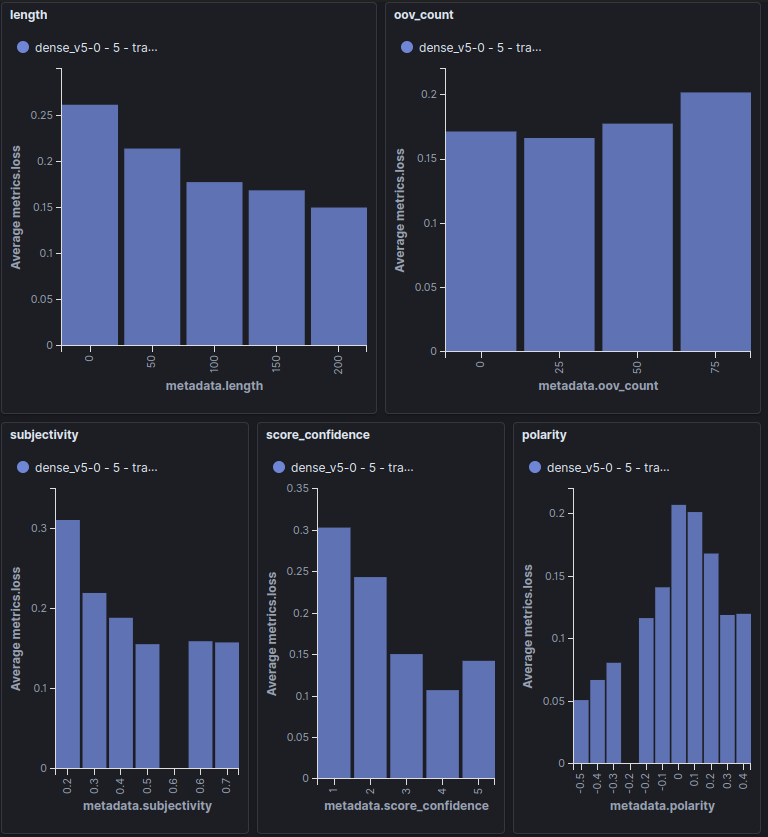 length
dense_v5-0 - 5 - tra...
Average metrics.loss
0.25
0.2
0.15
0.1
0.05
0
0 50 100 150 200
metadata.length
oov_count
dense_v5-0 - 5 - tra...
Average metrics.loss
0.2
0.15
0.1
0.05
0
0 25 50 75
metadata.oov_count
subjectivity
dense_v5-0 - 5 - tra...
Average metrics.loss
0.3
0.2
0.1
0
0.2 0.3 0.4 0.5 0.6 0.6 0.7
metadata.subjectivity
score_confidence
dense_v5-0 - 5 - tra...
Average metrics.loss
0.35
0.3
0.25
0.2
0.15
0.1
0.05
0
1 2 3 4 5
metadata.score_confidence
polarity
dense_v5-0 - 5 - tra...
Average metrics.loss
0.2
0.15
0.1
0.05
0
-0.5 -0.4 -0.3 -0.2 -0.2 -0.1 0 0.1 0.2 0.3 0.4
metadata.polarity